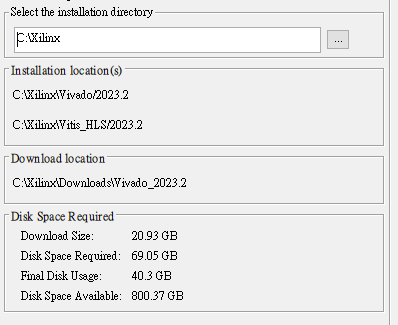 Select the installation directory
C:\Xilinx
...
Installation location(s)
C:\Xilinx\Vivado/2023.2
C:\Xilinx\Vitis_HLS/2023.2
Download location
C:\Xilinx\Downloads\Vivado_2023.2
Disk Space Required
Download Size: 20.93 GB
Disk Space Required: 69.05 GB
Final Disk Usage: 40.3 GB
Disk Space Available: 800.37 GB